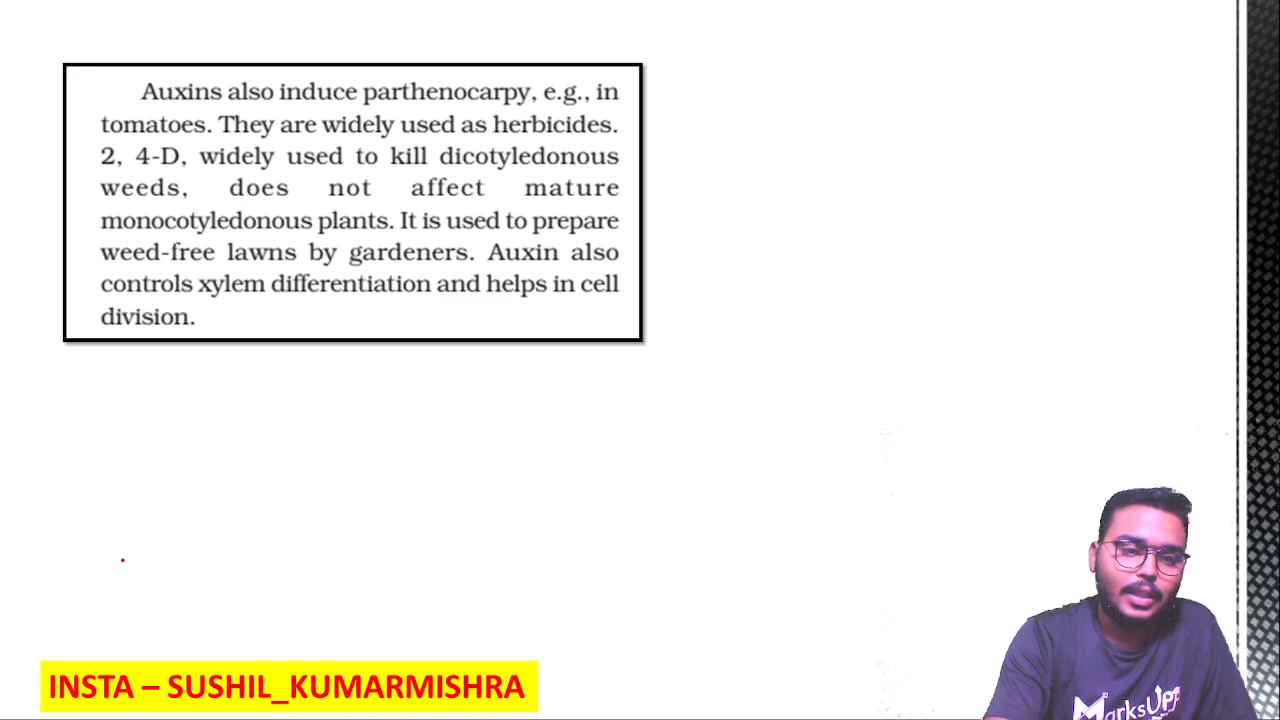 Auxins also induce parthenocarpy, e.g., in
tomatoes. They are widely used as herbicides.
2, 4-D, widely used to kill dicotyledonous
weeds, does not affect mature
monocotyledonous plants. It is used to prepare
weed-free lawns by gardeners. Auxin also
controls xylem differentiation and helps in cell
division.
INSTA – SUSHIL_KUMARMISHRA